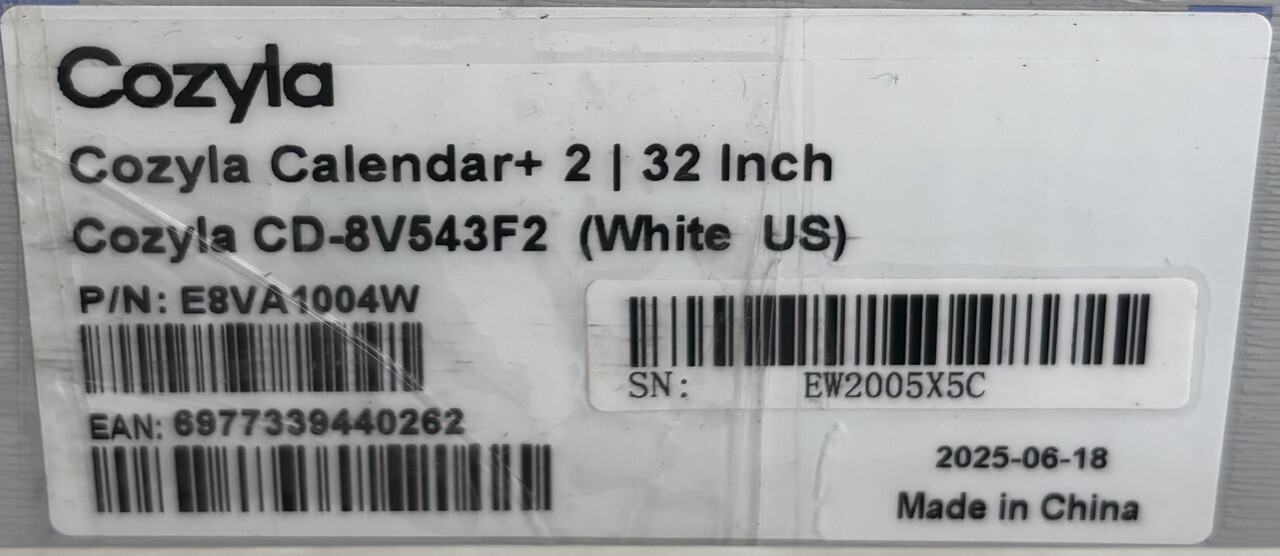 Cozyla
Cozyla Calendar+ 2 | 32 Inch
Cozyla CD-8V543F2 (White US)
P/N: E8VA1004W
EAN: 6977339440262
SN: EW2005X5C
2025-06-18
Made in China